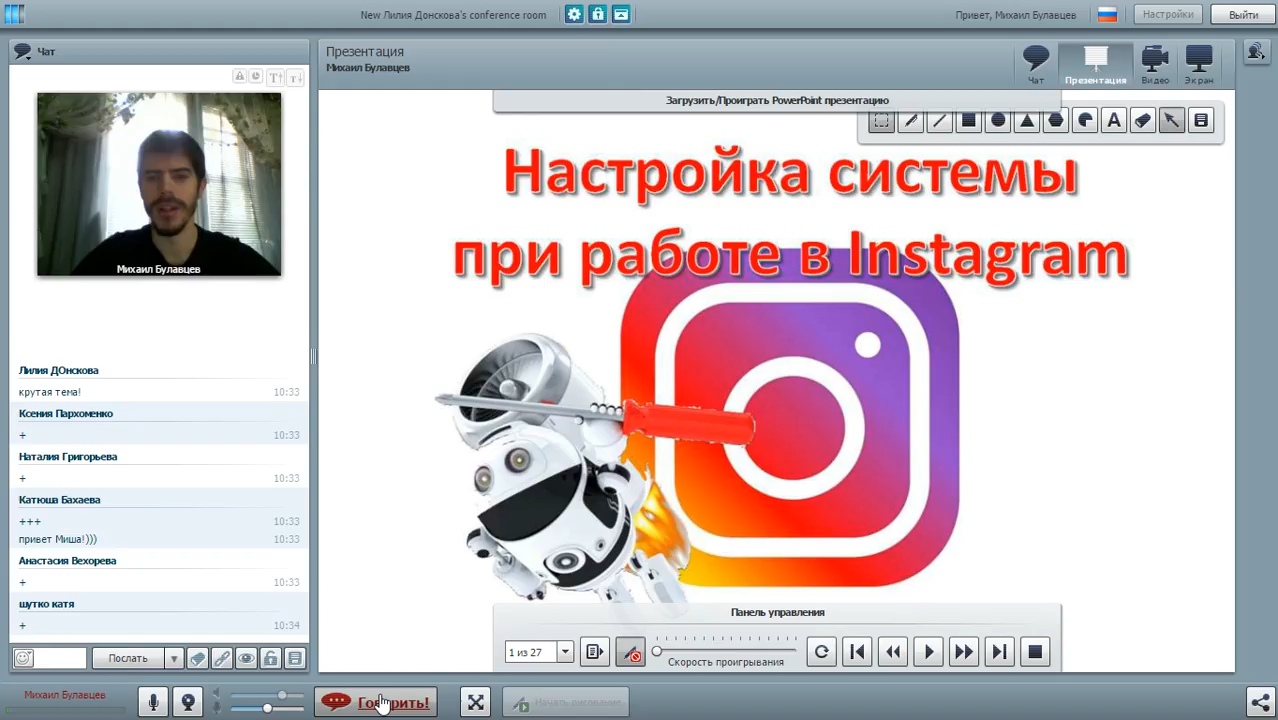 New Лилия Донскова's conference room
Привет, Михаил Булавцев
Настройки
Выйти
Чат
Презентация
Михаил Булавцев
Чат
Презентация
Видео
Экран
Загрузить/Проиграть PowerPoint презентацию
Настройка системы
при работе в Instagram
Михаил Булавцев
Лилия ДОнскова
крутая тема! 10:33
Ксения Пархоменко
+ 10:33
Наталия Григорьева
+ 10:33
Катюша Бахаева
+++ 10:33
привет Миша!))) 10:33
Анастасия Вехорева
+ 10:33
шутко катя
+ 10:34
Послать
Панель управления
1 из 27
Скорость проигрывания
Михаил Булавцев
Говорить!
Начать рисование